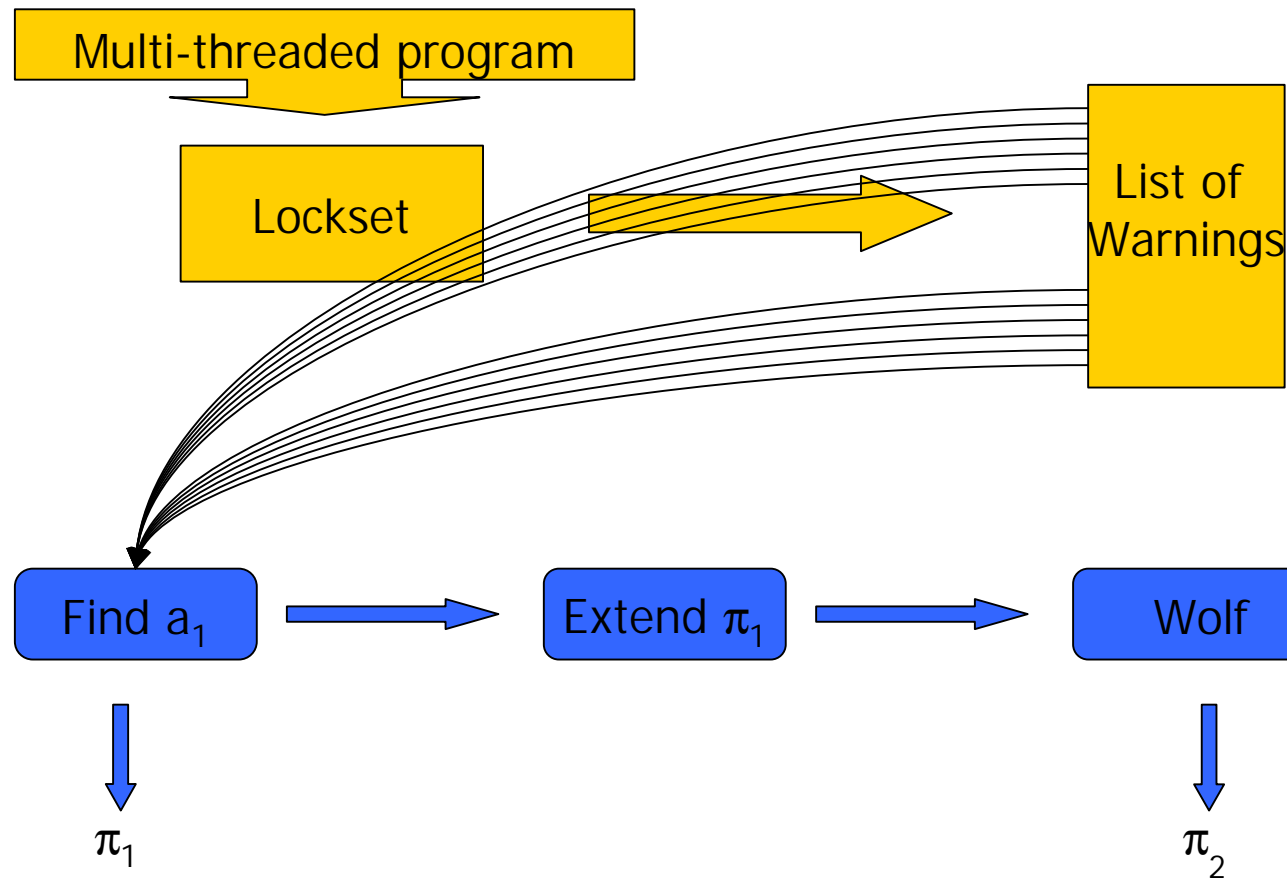 Multi-threaded program
Lockset
List of
Warnings
Find a₁
Extend π₁
Wolf
π₁
π₂